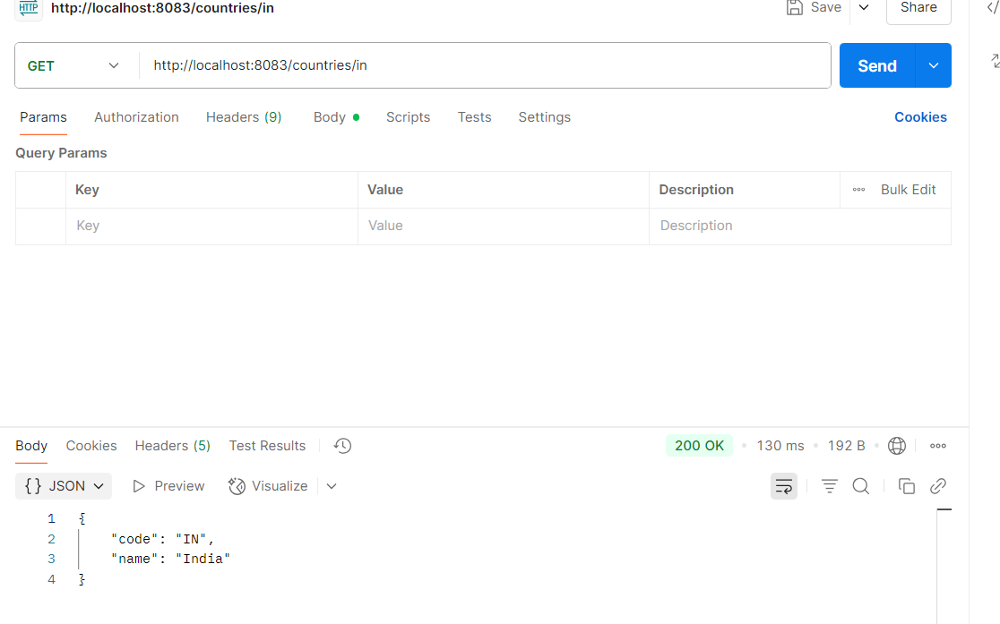 HTTP http://localhost:8083/countries/in Save Share
GET http://localhost:8083/countries/in Send
Params Authorization Headers (9) Body Scripts Tests Settings Cookies
Query Params
Key Value Description Bulk Edit
Key Value Description
Body Cookies Headers (5) Test Results 200 OK 130 ms 192 B
{} JSON Preview Visualize
1 {
2 "code": "IN",
3 "name": "India"
4 }